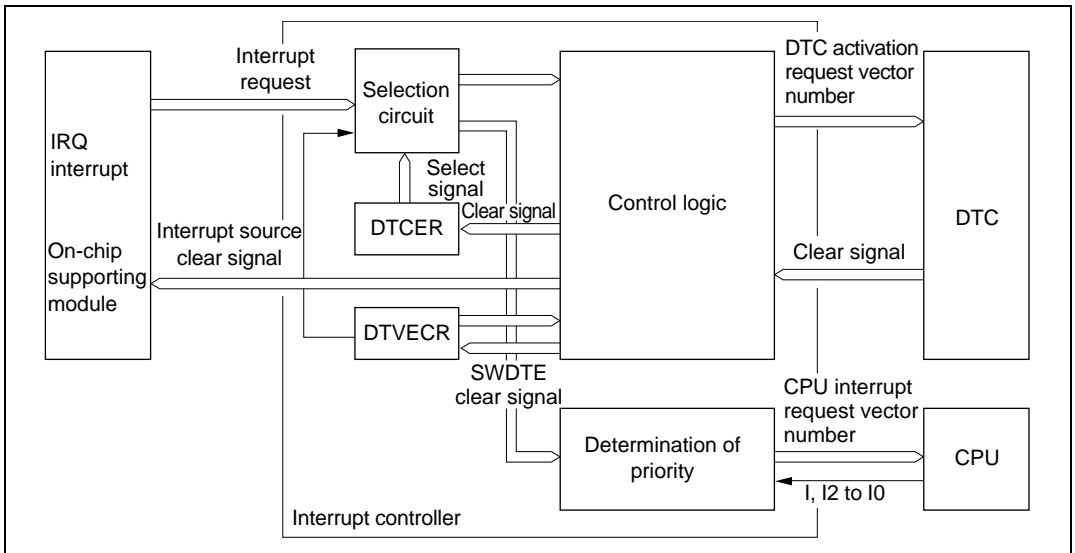 Interrupt
request
DTC activation
request vector
number
Selection
circuit
IRQ
interrupt
Select
signal
Control logic
DTC
DTCER
Clear signal
Interrupt source
clear signal
Clear signal
On-chip
supporting
module
DTVECR
SWDTE
clear signal
CPU interrupt
request vector
number
Determination of
priority
CPU
I, I2 to I0
Interrupt controller